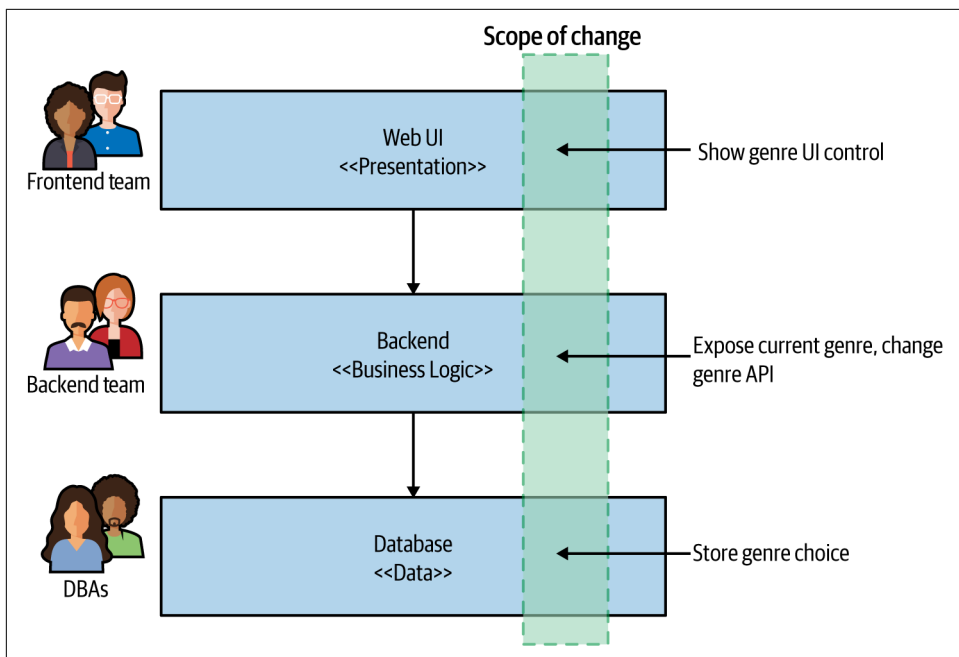 Scope of change
Frontend team
Web UI
<<Presentation>>
Show genre UI control
Backend team
Backend
<<Business Logic>>
Expose current genre, change
genre API
DBAs
Database
<<Data>>
Store genre choice